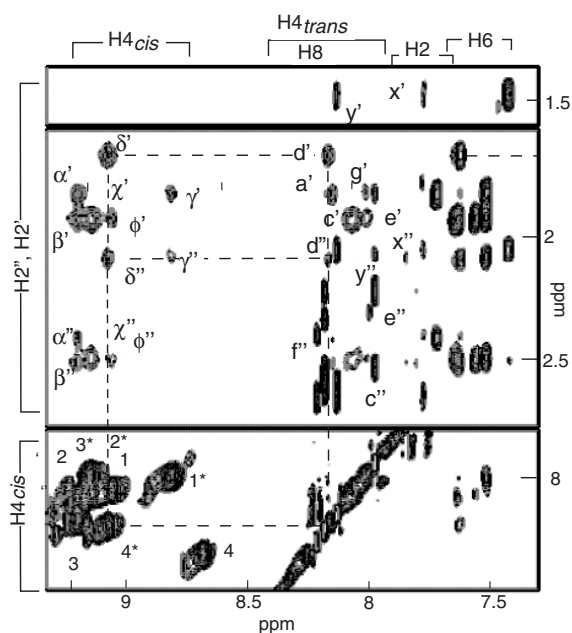 H4trans
H4cis H8 H2 H6
x' 1.5
y'
δ' d'
α' χ' γ' a' g'
β' ϕ' c' e' 2
H2'', H2' d'' x'' ppm
δ'' γ'' y''
e''
α'' χ'' ϕ'' f''
β'' 2.5
c''
3* 2*
2 1 1* 8
H4cis
3 4* 4
9 8.5 8 7.5
ppm